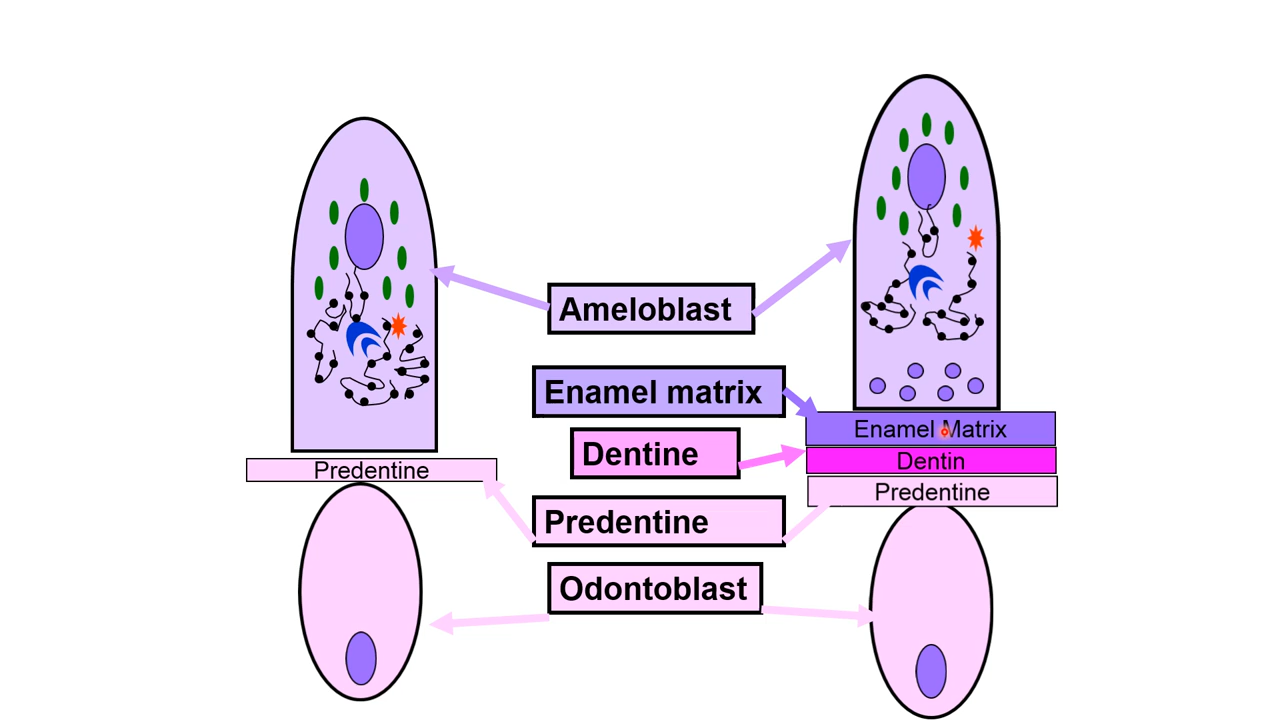 Ameloblast
Enamel matrix
Dentine
Predentine
Odontoblast
Predentine
Enamel Matrix
Dentin
Predentine